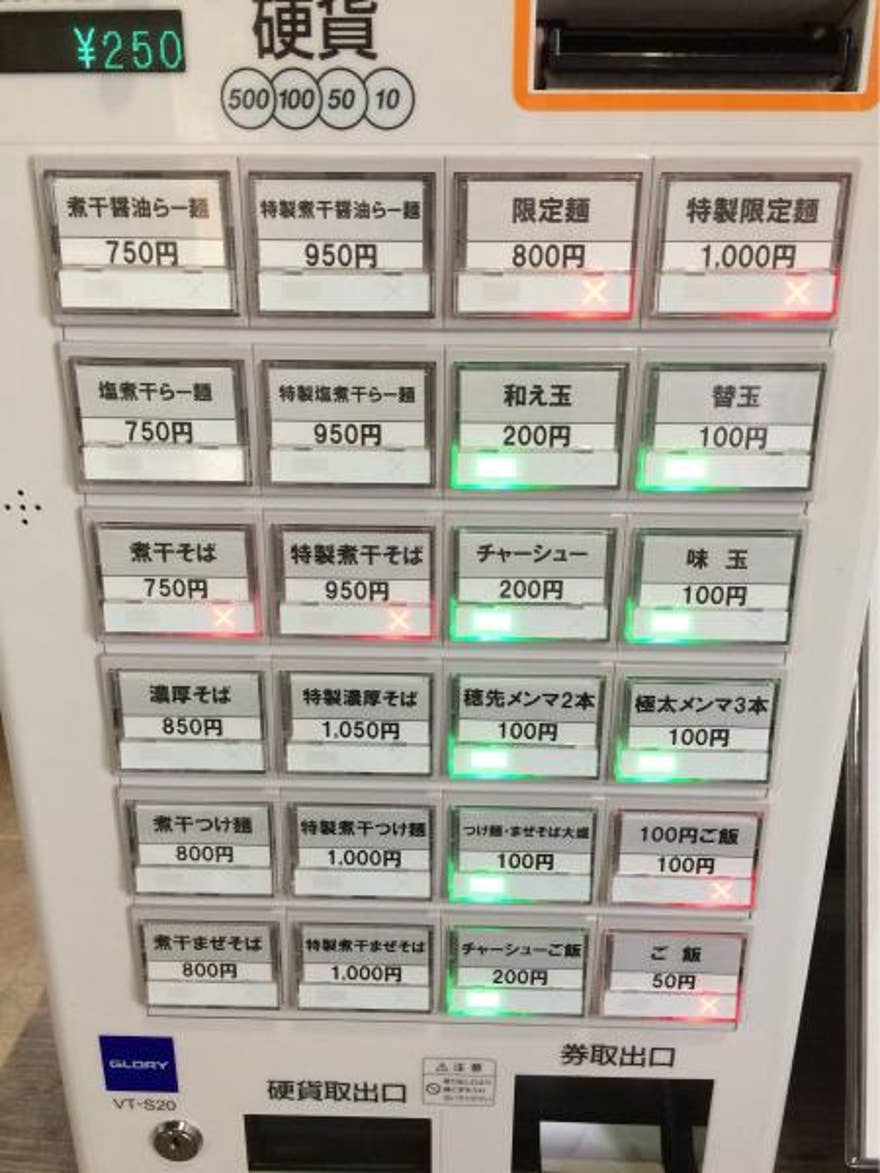 ¥250
硬貨
500 100 50 10
煮干醤油らー麺
750円
特製煮干醤油らー麺
950円
限定麺
800円
×
特製限定麺
1,000円
×
塩煮干らー麺
750円
特製塩煮干らー麺
950円
和え玉
200円
替玉
100円
煮干そば
750円
×
特製煮干そば
950円
×
チャーシュー
200円
味 玉
100円
濃厚そば
850円
特製濃厚そば
1,050円
穂先メンマ2本
100円
極太メンマ3本
100円
煮干つけ麺
800円
特製煮干つけ麺
1,000円
つけ麺・まぜそば大盛
100円
100円ご飯
100円
×
煮干まぜそば
800円
特製煮干まぜそば
1,000円
チャーシューご飯
200円
ご 飯
50円
×
GLORY
VT-S20
硬貨取出口
注意
券取出口